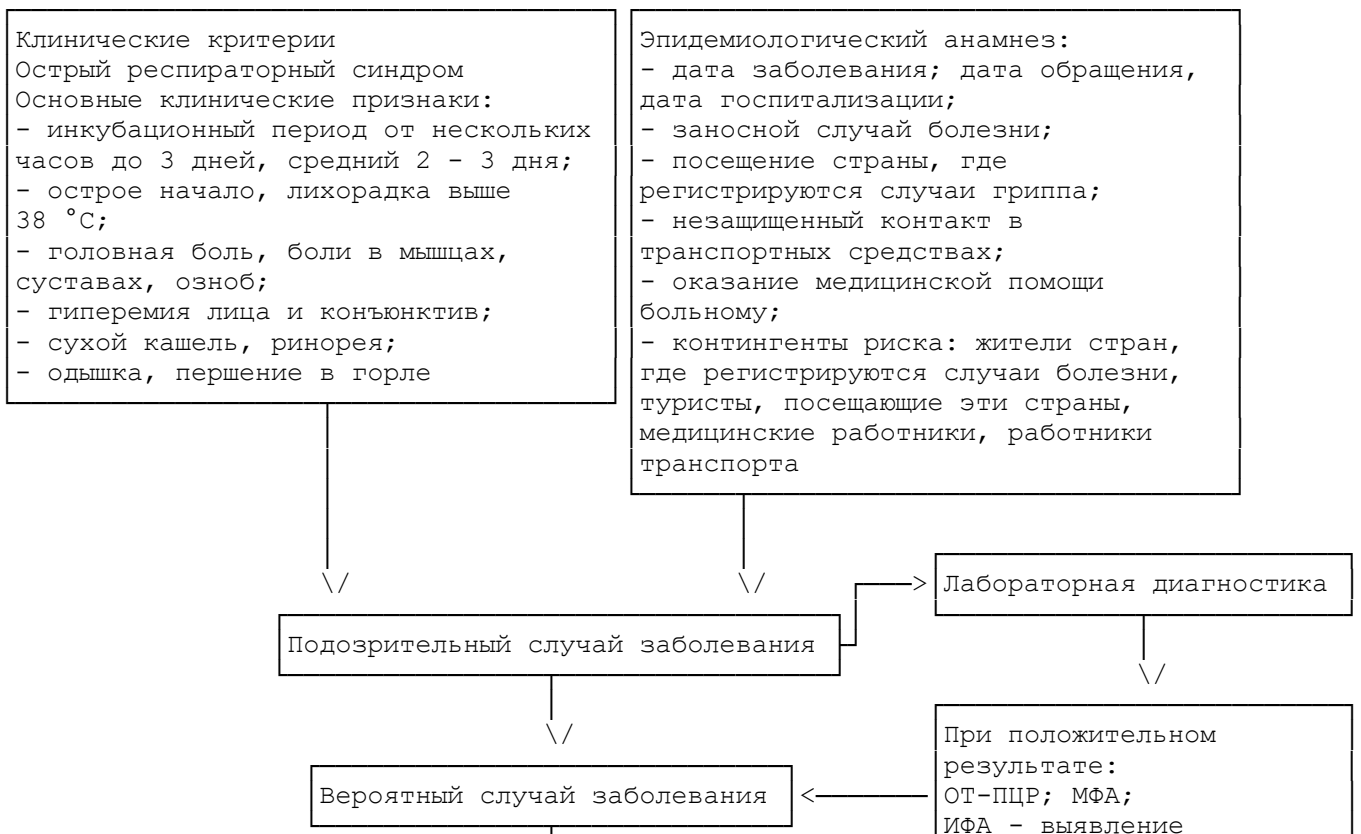 Клинические критерии
Острый респираторный синдром
Основные клинические признаки:
- инкубационный период от нескольких
часов до 3 дней, средний 2 - 3 дня;
- острое начало, лихорадка выше
38 °C;
- головная боль, боли в мышцах,
суставах, озноб;
- гиперемия лица и конъюнктив;
- сухой кашель, ринорея;
- одышка, першение в горле
Эпидемиологический анамнез:
- дата заболевания; дата обращения,
дата госпитализации;
- заносной случай болезни;
- посещение страны, где
регистрируются случаи гриппа;
- незащищенный контакт в
транспортных средствах;
- оказание медицинской помощи
больному;
- контингенты риска: жители стран,
где регистрируются случаи болезни,
туристы, посещающие эти страны,
медицинские работники, работники
транспорта
Лабораторная диагностика
Подозрительный случай заболевания
При положительном
результате:
Вероятный случай заболевания
ОТ-ПЦР; МФА;
ИФА - выявление